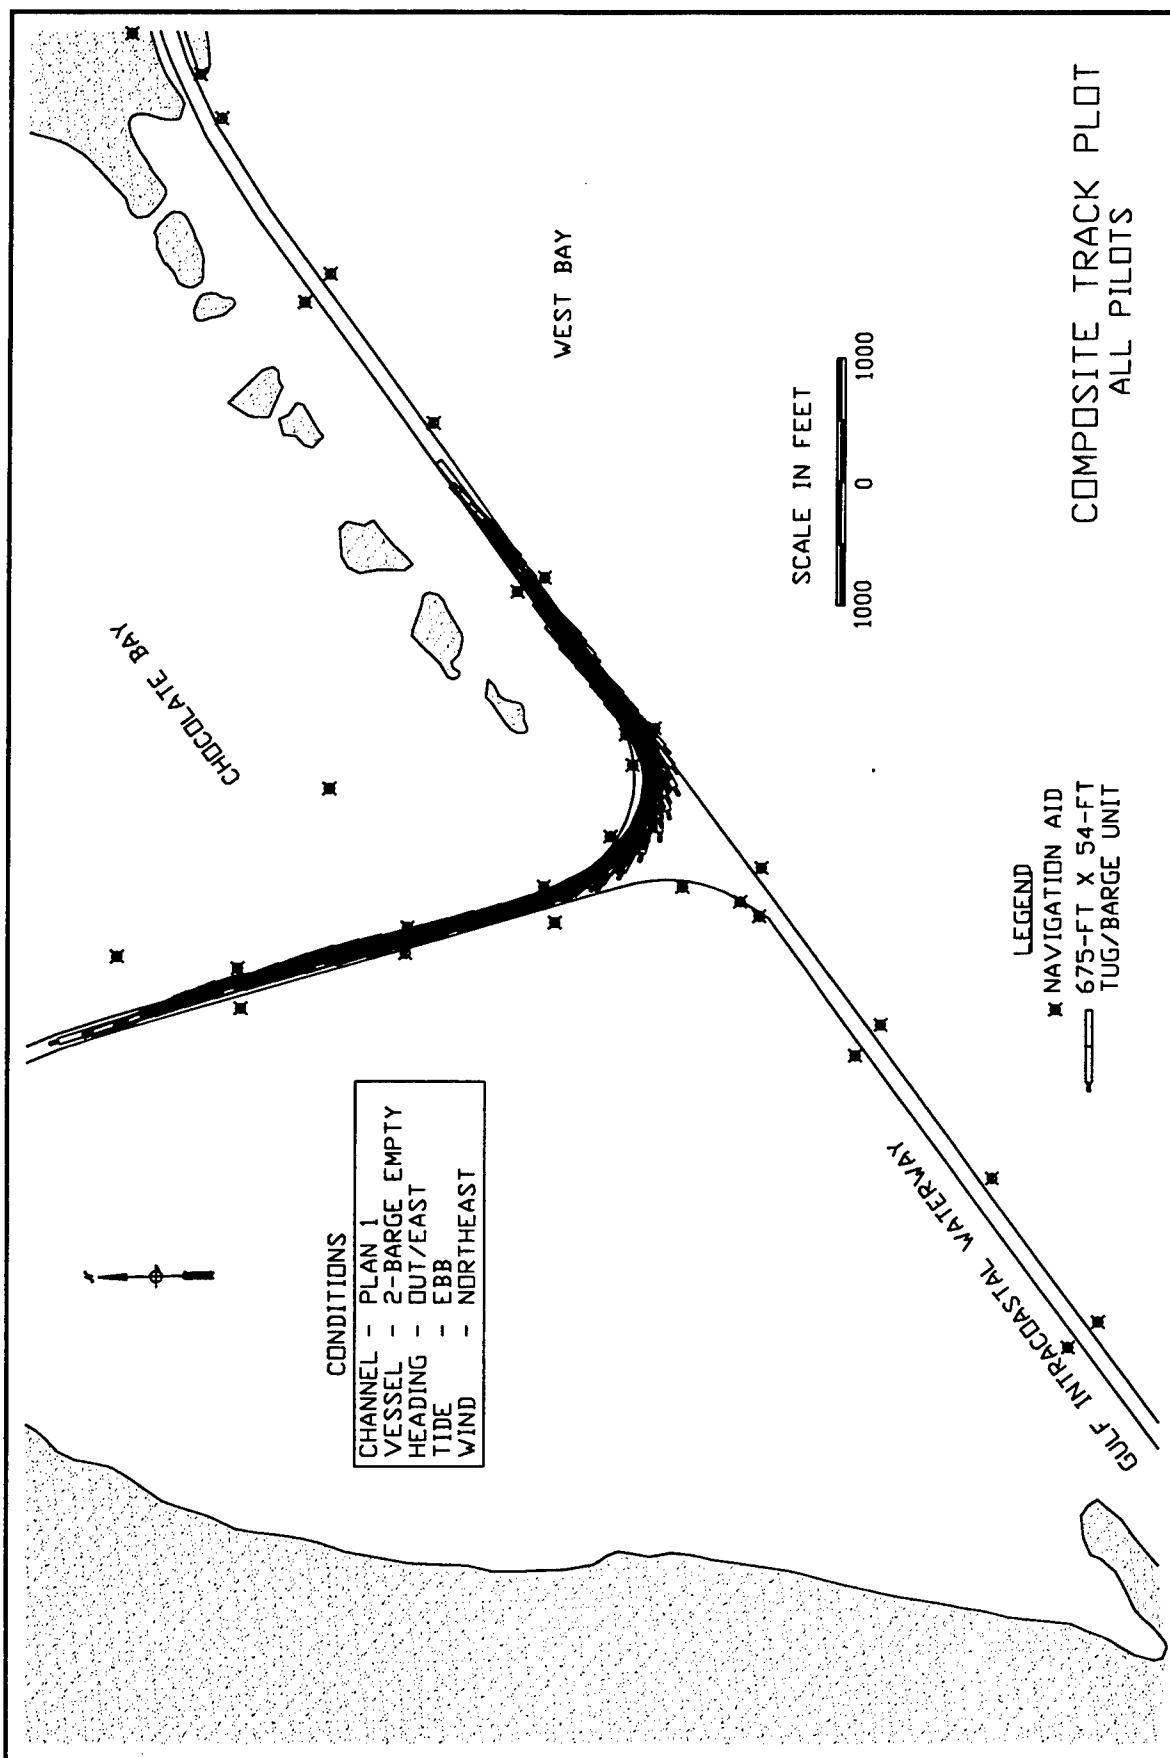 CHOCOLATE BAY
WEST BAY
GULF INTRACOASTAL WATERWAY
CONDITIONS
CHANNEL - PLAN 1
VESSEL - 2-BARGE EMPTY
HEADING - OUT/EAST
TIDE - EBB
WIND - NORTHEAST
SCALE IN FEET
1000 0 1000
LEGEND
NAVIGATION AID
675-FT X 54-FT
TUG/BARGE UNIT
COMPOSITE TRACK PLOT
ALL PILOTS
N